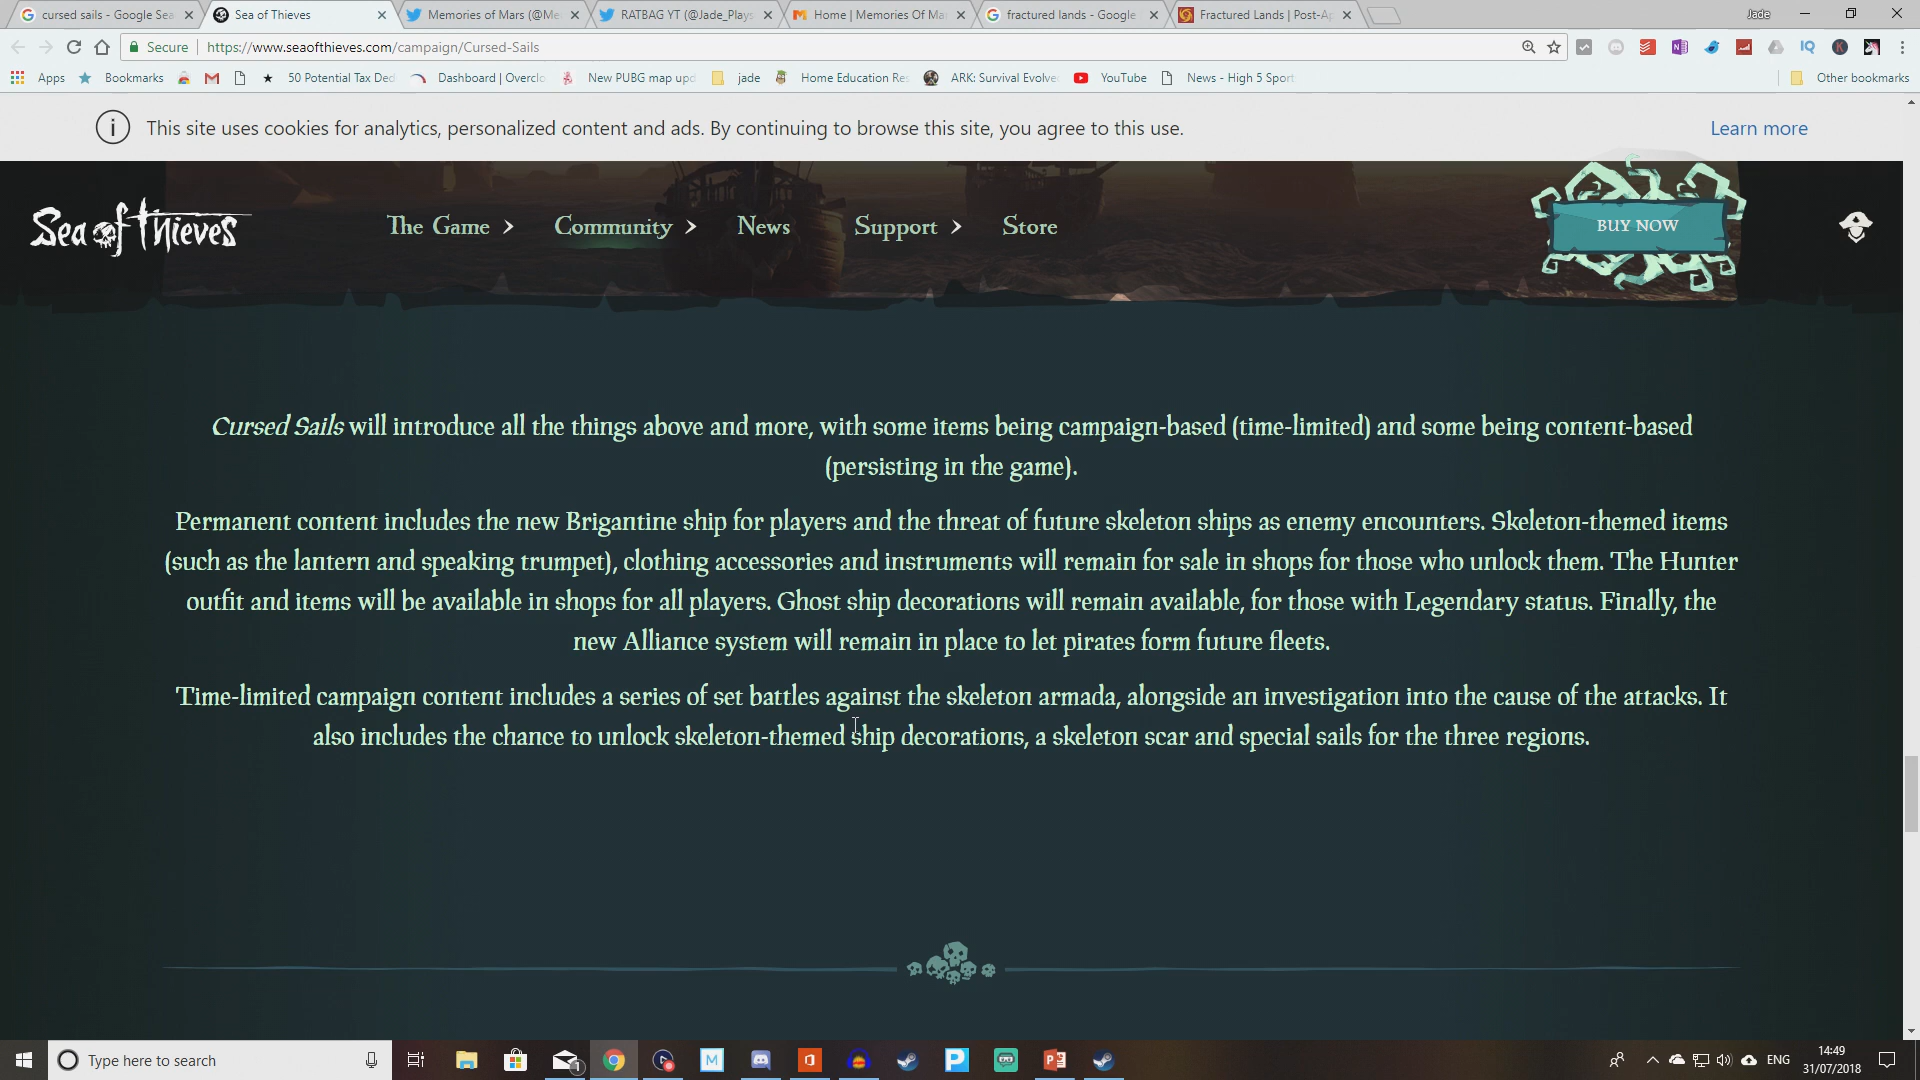 cursed sails - Google Sea
Sea of Thieves
Memories of Mars (@Me
RATBAG YT (@Jade_Plays
Home | Memories Of Ma
fractured lands - Google
Fractured Lands | Post-Ap
Jade
Secure
https://www.seaofthieves.com/campaign/Cursed-Sails
Apps
Bookmarks
50 Potential Tax Ded
Dashboard | Overclo
New PUBG map upd
jade
Home Education Re
ARK: Survival Evolve
YouTube
News - High 5 Sport
Other bookmarks
This site uses cookies for analytics, personalized content and ads. By continuing to browse this site, you agree to this use.
Learn more
Sea of Thieves
The Game
Community
News
Support
Store
BUY NOW
Cursed Sails will introduce all the things above and more, with some items being campaign-based (time-limited) and some being content-based
(persisting in the game).
Permanent content includes the new Brigantine ship for players and the threat of future skeleton ships as enemy encounters. Skeleton-themed items
(such as the lantern and speaking trumpet), clothing accessories and instruments will remain for sale in shops for those who unlock them. The Hunter
outfit and items will be available in shops for all players. Ghost ship decorations will remain available, for those with Legendary status. Finally, the
new Alliance system will remain in place to let pirates form future fleets.
Time-limited campaign content includes a series of set battles against the skeleton armada, alongside an investigation into the cause of the attacks. It
also includes the chance to unlock skeleton-themed ship decorations, a skeleton scar and special sails for the three regions.
Type here to search
ENG
14:49
31/07/2018